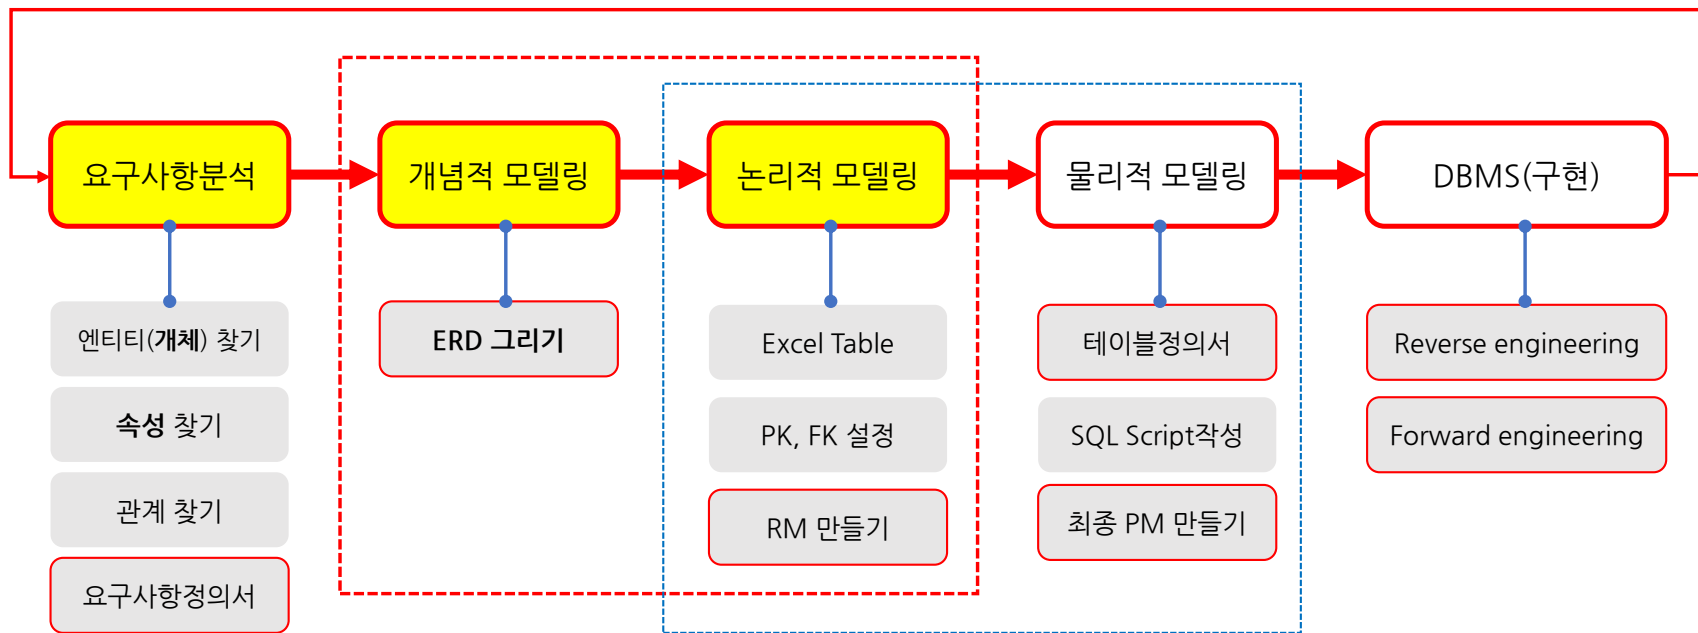 요구사항분석
개념적 모델링
논리적 모델링
물리적 모델링
DBMS(구현)
엔티티(개체) 찾기
속성 찾기
관계 찾기
요구사항정의서
ERD 그리기
Excel Table
PK, FK 설정
RM 만들기
테이블정의서
SQL Script작성
최종 PM 만들기
Reverse engineering
Forward engineering